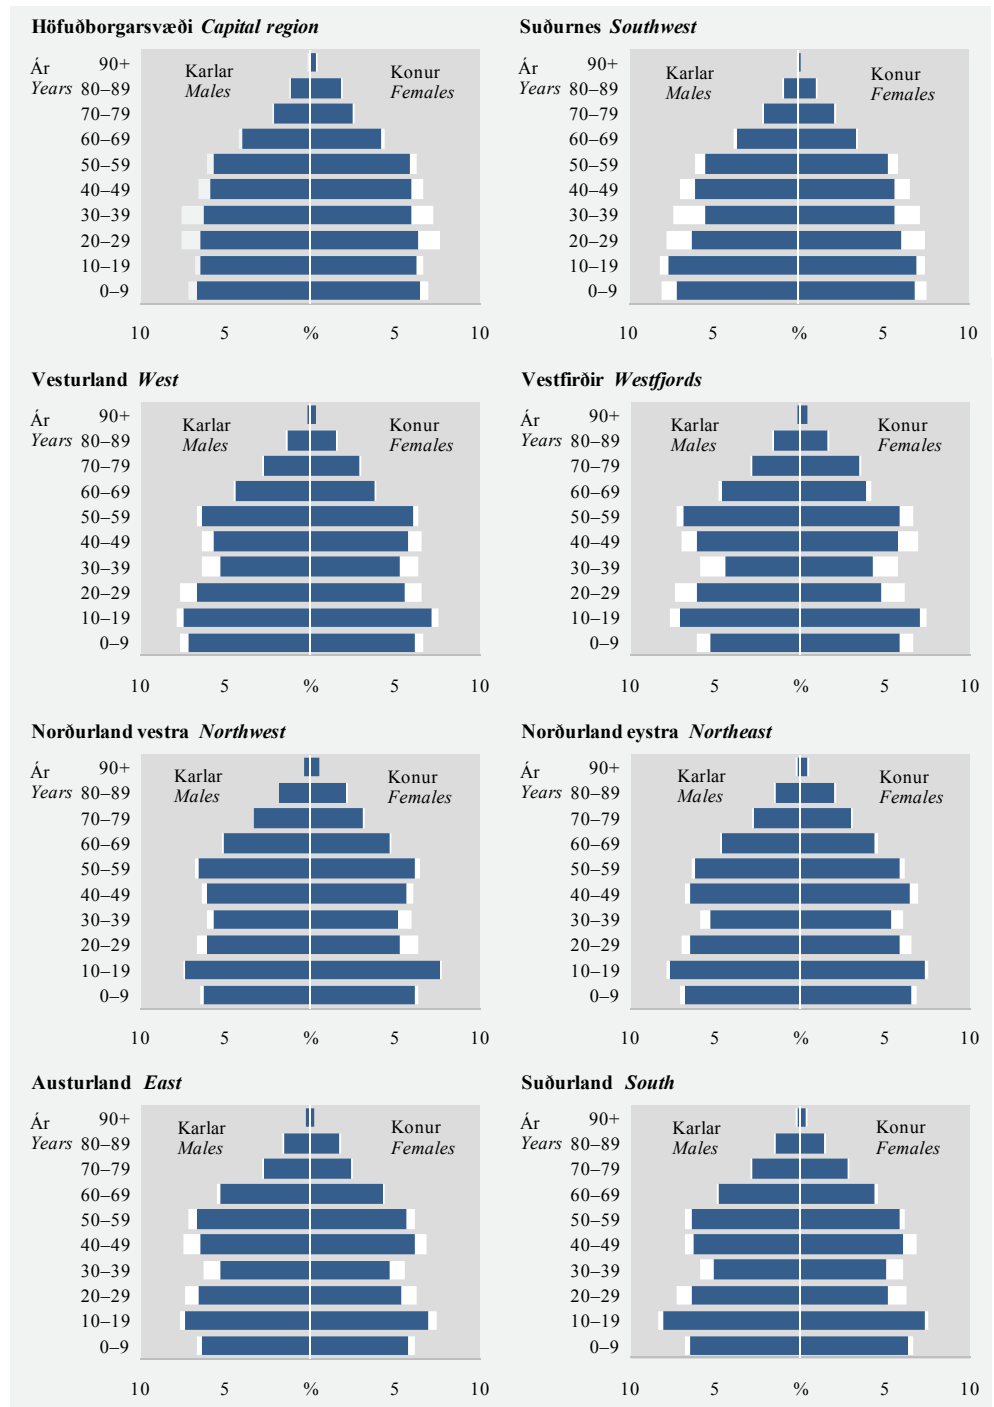 Höfuðborgarsvæði Capital region
Ár 90+ Karlar Konur
Years 80–89 Males Females
70–79
60–69
50–59
40–49
30–39
20–29
10–19
0–9
10 5 % 5 10
Suðurnes Southwest
Ár 90+ Karlar Konur
Years 80–89 Males Females
70–79
60–69
50–59
40–49
30–39
20–29
10–19
0–9
10 5 % 5 10
Vesturland West
Ár 90+ Karlar Konur
Years 80–89 Males Females
70–79
60–69
50–59
40–49
30–39
20–29
10–19
0–9
10 5 % 5 10
Vestfirðir Westfjords
Ár 90+ Karlar Konur
Years 80–89 Males Females
70–79
60–69
50–59
40–49
30–39
20–29
10–19
0–9
10 5 % 5 10
Norðurland vestra Northwest
Ár 90+ Karlar Konur
Years 80–89 Males Females
70–79
60–69
50–59
40–49
30–39
20–29
10–19
0–9
10 5 % 5 10
Norðurland eystra Northeast
Ár 90+ Karlar Konur
Years 80–89 Males Females
70–79
60–69
50–59
40–49
30–39
20–29
10–19
0–9
10 5 % 5 10
Austurland East
Ár 90+ Karlar Konur
Years 80–89 Males Females
70–79
60–69
50–59
40–49
30–39
20–29
10–19
0–9
10 5 % 5 10
Suðurland South
Ár 90+ Karlar Konur
Years 80–89 Males Females
70–79
60–69
50–59
40–49
30–39
20–29
10–19
0–9
10 5 % 5 10